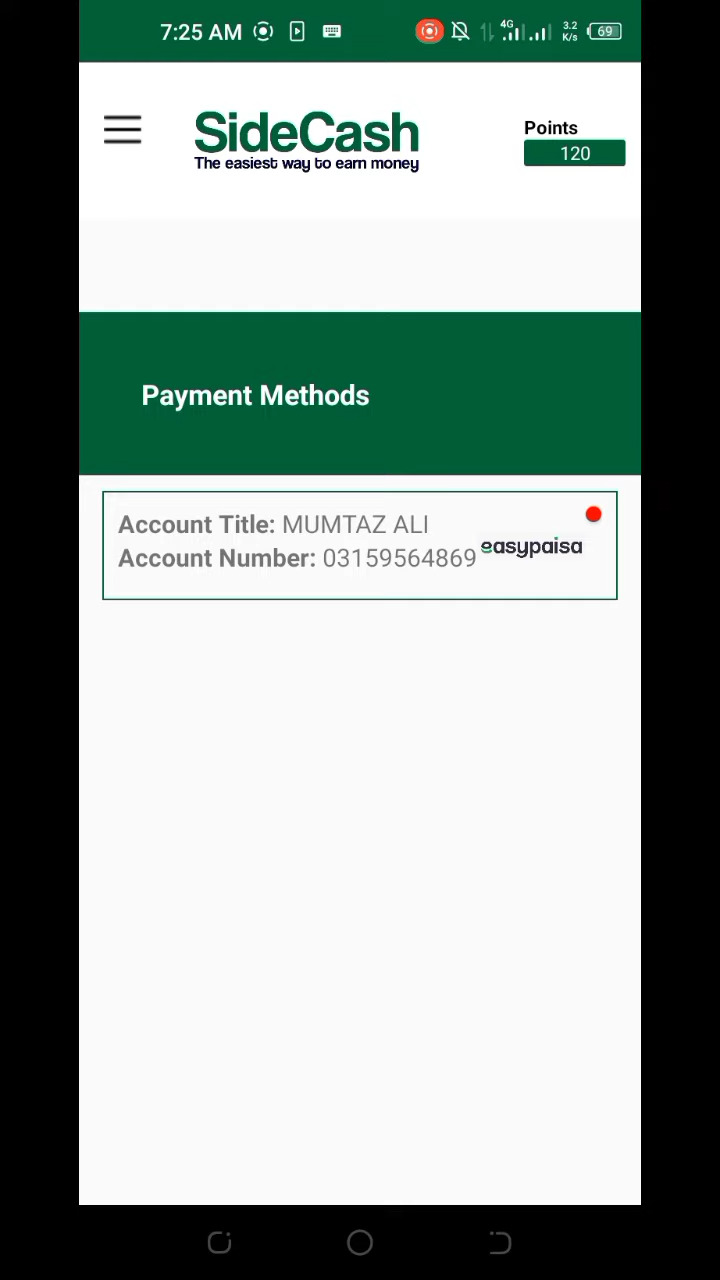 7:25 AM
4G
3.2
K/s
69
SideCash
The easiest way to earn money
Points
120
Payment Methods
Account Title: MUMTAZ ALI
Account Number: 03159564869
easypaisa